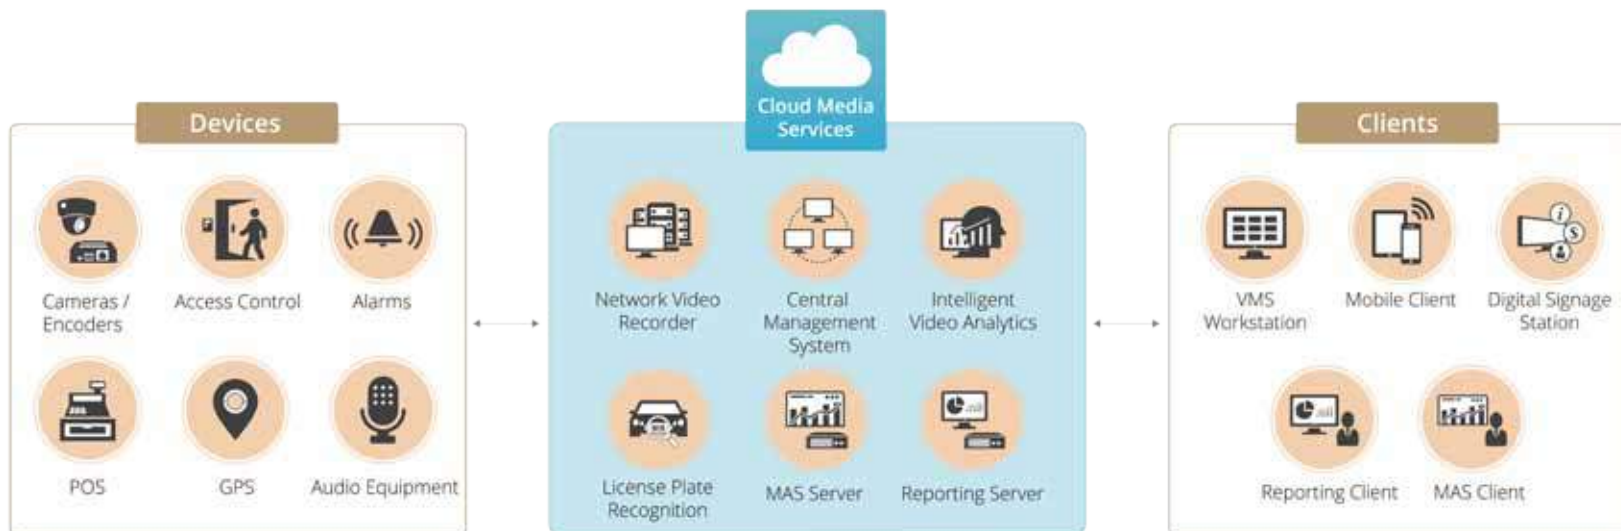 Cloud Media
Services
Devices
Cameras /
Encoders
Access Control
Alarms
POS
GPS
Audio Equipment
Network Video
Recorder
Central
Management
System
Intelligent
Video Analytics
License Plate
Recognition
MAS Server
Reporting Server
Clients
VMS
Workstation
Mobile Client
Digital Signage
Station
i
$
Reporting Client
MAS Client